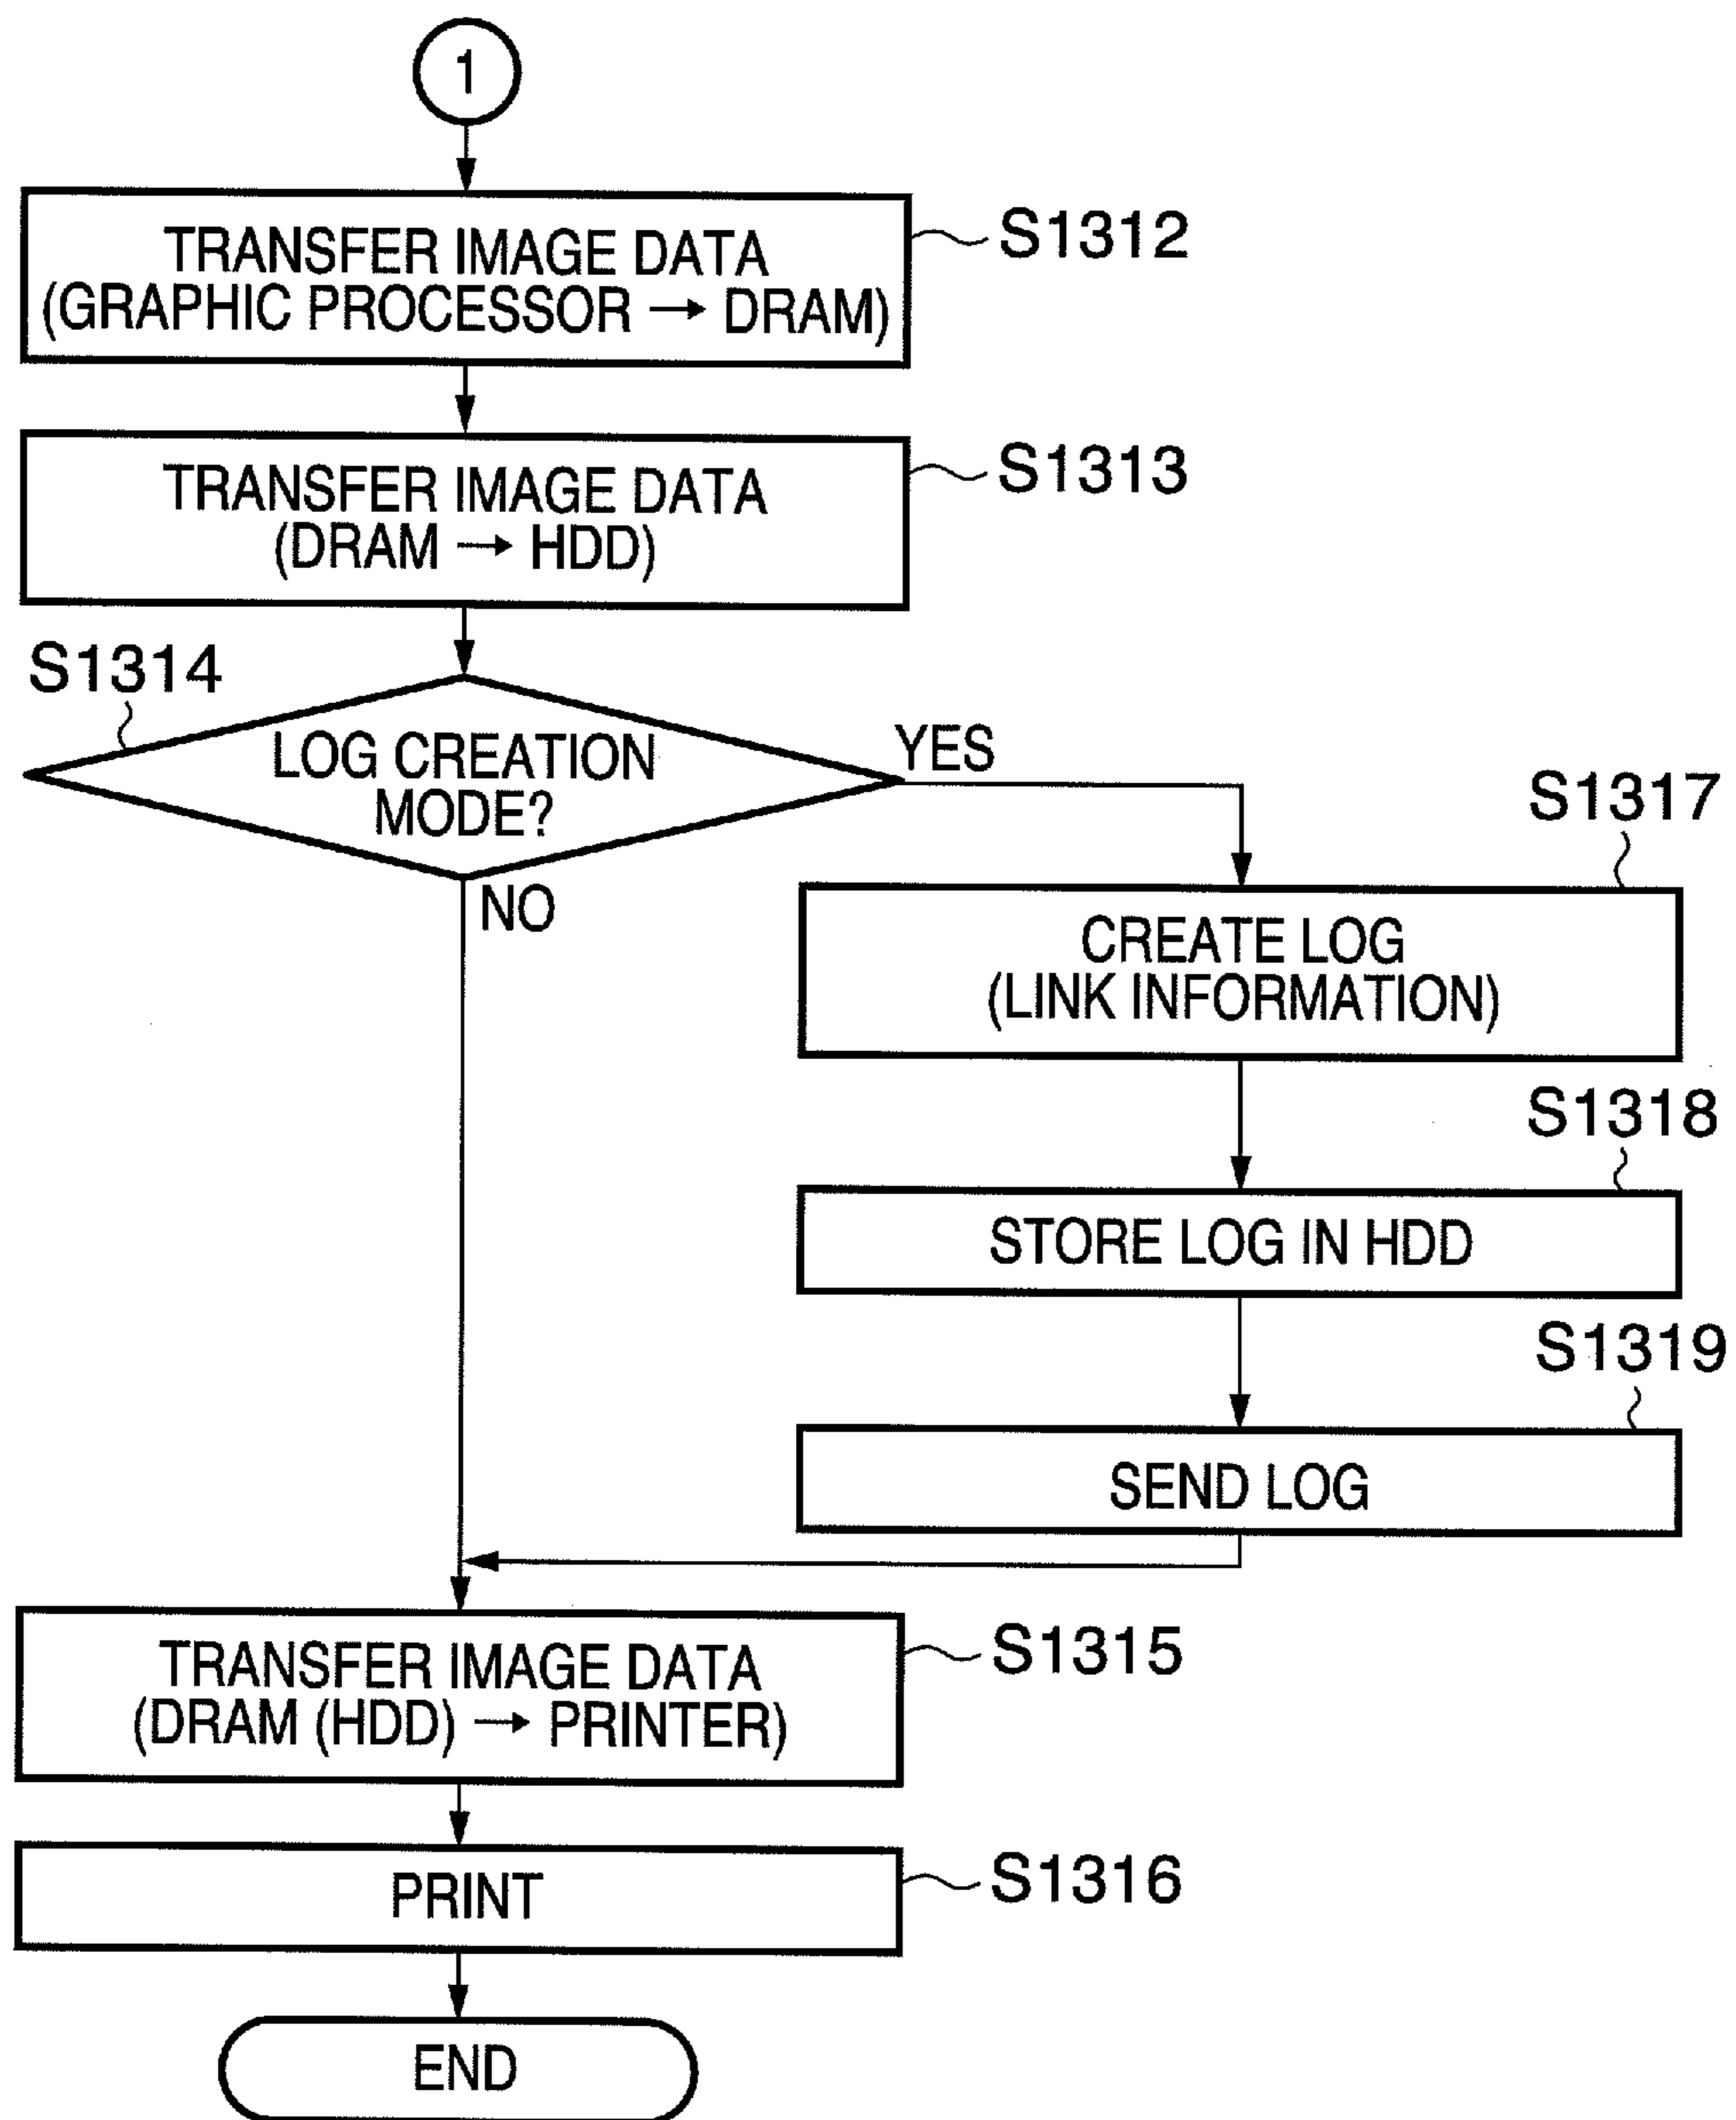 1
TRANSFER IMAGE DATA
(GRAPHIC PROCESSOR → DRAM)
S1312
TRANSFER IMAGE DATA
(DRAM → HDD)
S1313
S1314
LOG CREATION
MODE?
YES
NO
S1317
CREATE LOG
(LINK INFORMATION)
S1318
STORE LOG IN HDD
S1319
SEND LOG
TRANSFER IMAGE DATA
(DRAM (HDD) → PRINTER)
S1315
PRINT
S1316
END